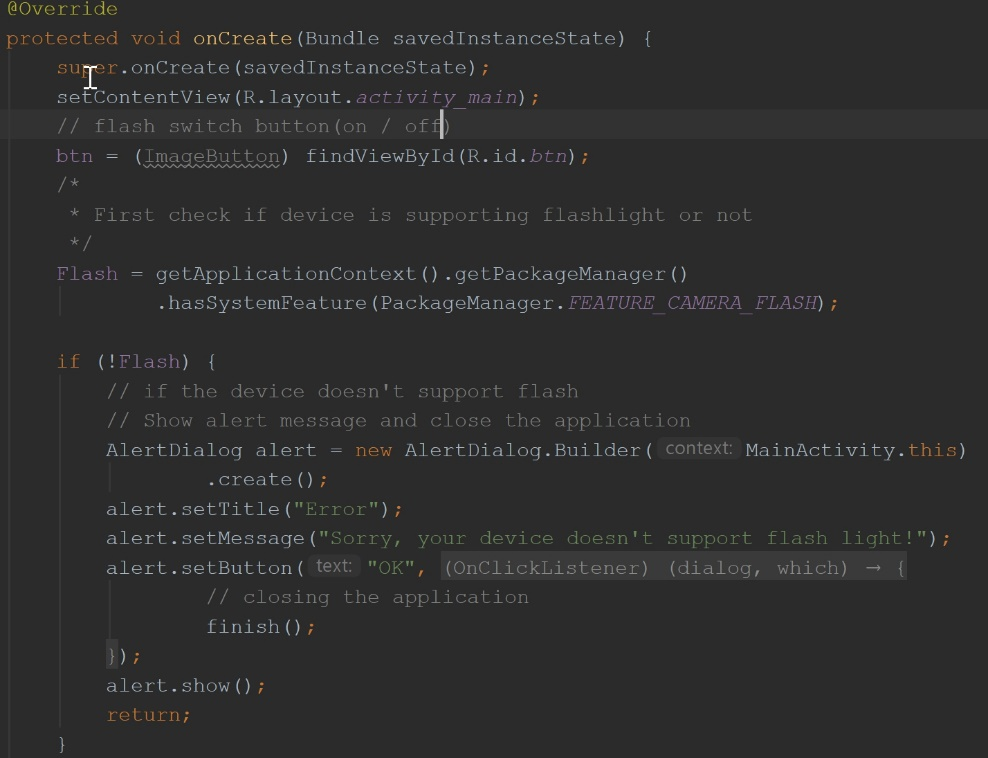 @Override
protected void onCreate(Bundle savedInstanceState) {
super.onCreate(savedInstanceState);
setContentView(R.layout.activity_main);
// flash switch button(on / off)
btn = (ImageButton) findViewById(R.id.btn);
/*
* First check if device is supporting flashlight or not
*/
Flash = getApplicationContext().getPackageManager()
.hasSystemFeature(PackageManager.FEATURE_CAMERA_FLASH);
if (!Flash) {
// if the device doesn't support flash
// Show alert message and close the application
AlertDialog alert = new AlertDialog.Builder( context: MainActivity.this)
.create();
alert.setTitle("Error");
alert.setMessage("Sorry, your device doesn't support flash light!");
alert.setButton( text: "OK", (OnClickListener) (dialog, which) → {
// closing the application
finish();
});
alert.show();
return;
}